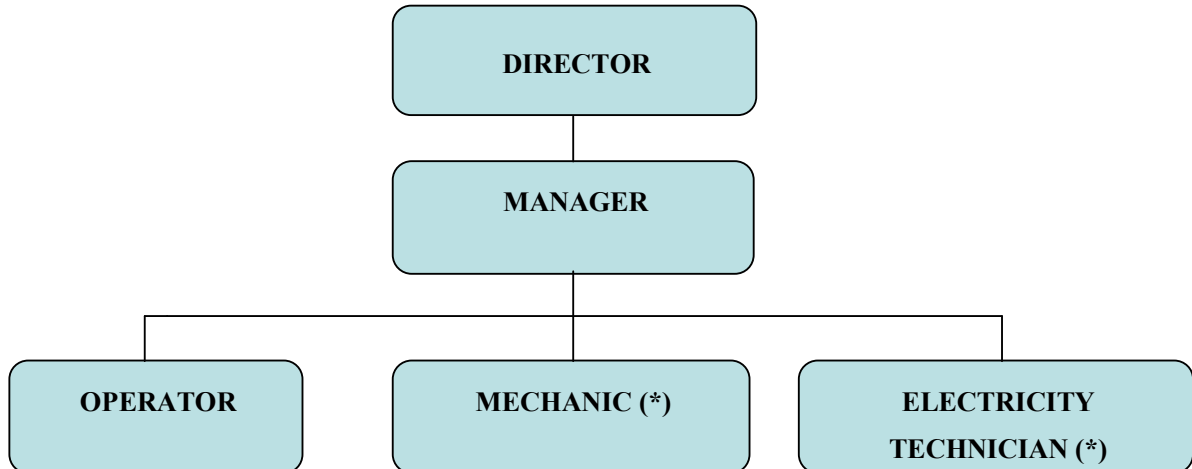 DIRECTOR
MANAGER
OPERATOR
MECHANIC (*)
ELECTRICITY
TECHNICIAN (*)